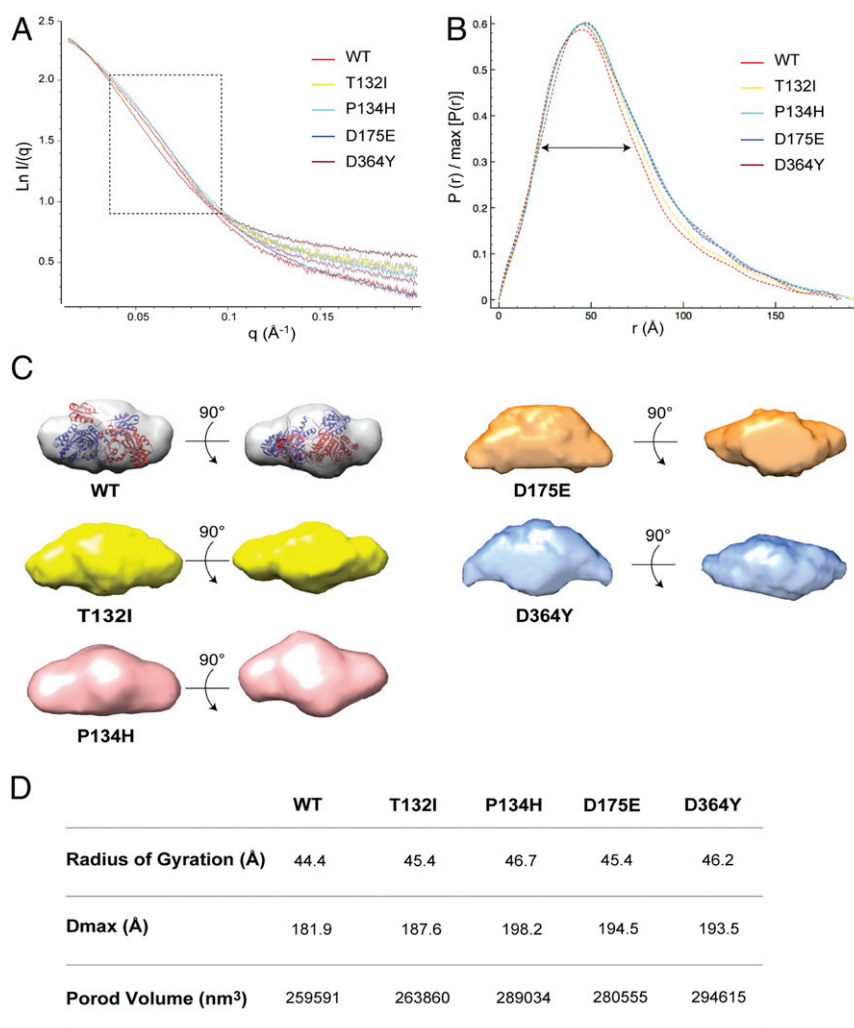 A
2.5
2.0
1.5
1.0
0.5
Ln I/(q)
0.05
0.1
0.15
q (Å-1)
WT
T132I
P134H
D175E
D364Y
B
0.6
0.5
0.4
0.3
0.2
0.1
0
P (r) / max [P(r)]
0
50
100
150
r (Å)
WT
T132I
P134H
D175E
D364Y
C
90°
WT
90°
D175E
90°
T132I
90°
D364Y
90°
P134H
D
WT T132I P134H D175E D364Y
Radius of Gyration (Å) 44.4 45.4 46.7 45.4 46.2
Dmax (Å) 181.9 187.6 198.2 194.5 193.5
Porod Volume (nm³) 259591 263860 289034 280555 294615